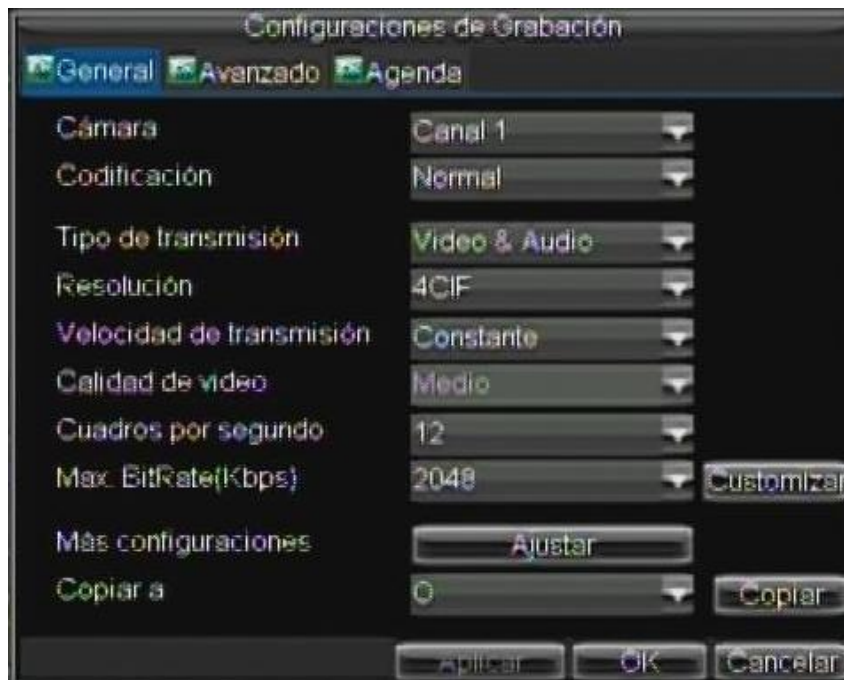 Configuraciones de Grabación
General Avanzado Agenda
Cámara Canal 1
Codificación Normal
Tipo de transmisión Video & Audio
Resolución 4CIF
Velocidad de transmisión Constante
Calidad de video Medio
Cuadros por segundo 12
Max. BitRate(Kbps) 2048 Customizar
Más configuraciones Ajustar
Copiar a O Copiar
Aplicar OK Cancelar